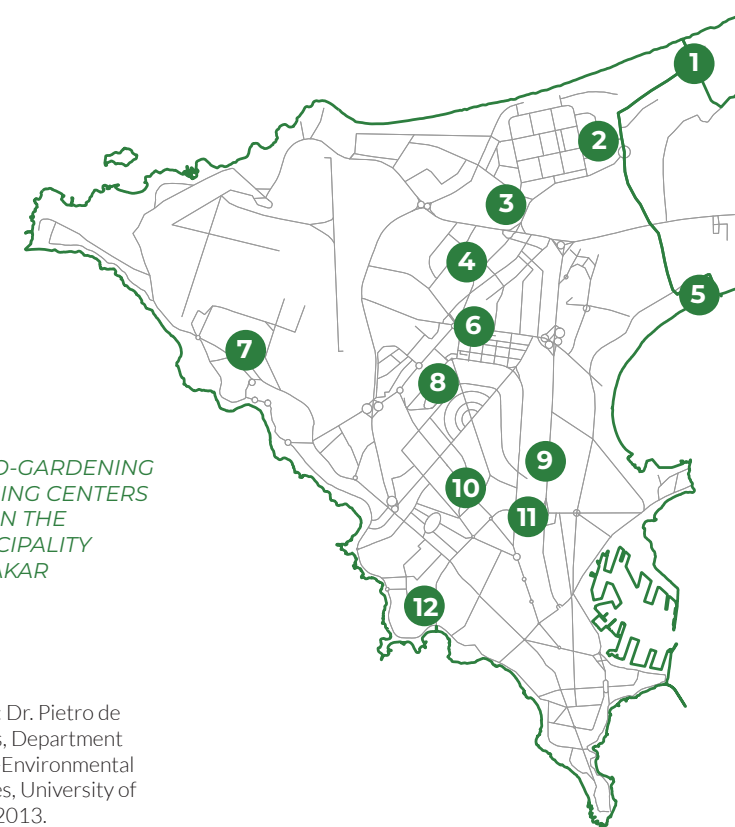 1
2
3
4
5
6
7
8
9
10
11
12
D-GARDENING
ING CENTERS
N THE
CIPALITY
AKAR
: Dr. Pietro de
s, Department
-Environmental
es, University of
2013.